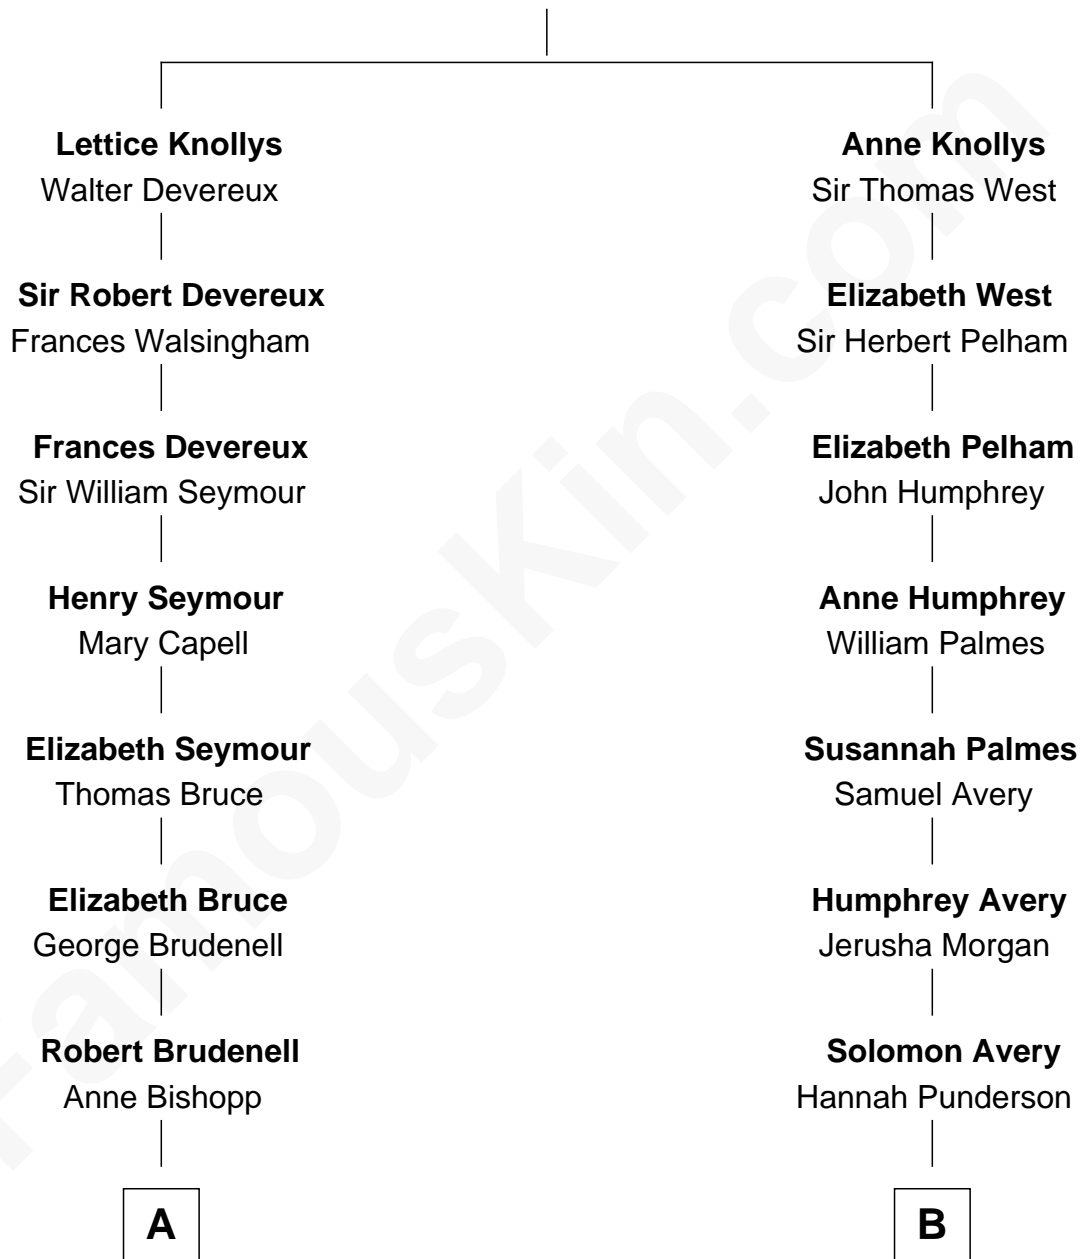 Lettice Knollys
Walter Devereux
Sir Robert Devereux
Frances Walsingham
Frances Devereux
Sir William Seymour
Henry Seymour
Mary Capell
Elizabeth Seymour
Thomas Bruce
Elizabeth Bruce
George Brudenell
Robert Brudenell
Anne Bishopp
A
Anne Knollys
Sir Thomas West
Elizabeth West
Sir Herbert Pelham
Elizabeth Pelham
John Humphrey
Anne Humphrey
William Palmes
Susannah Palmes
Samuel Avery
Humphrey Avery
Jerusha Morgan
Solomon Avery
Hannah Punderson
B
FamousKin.com